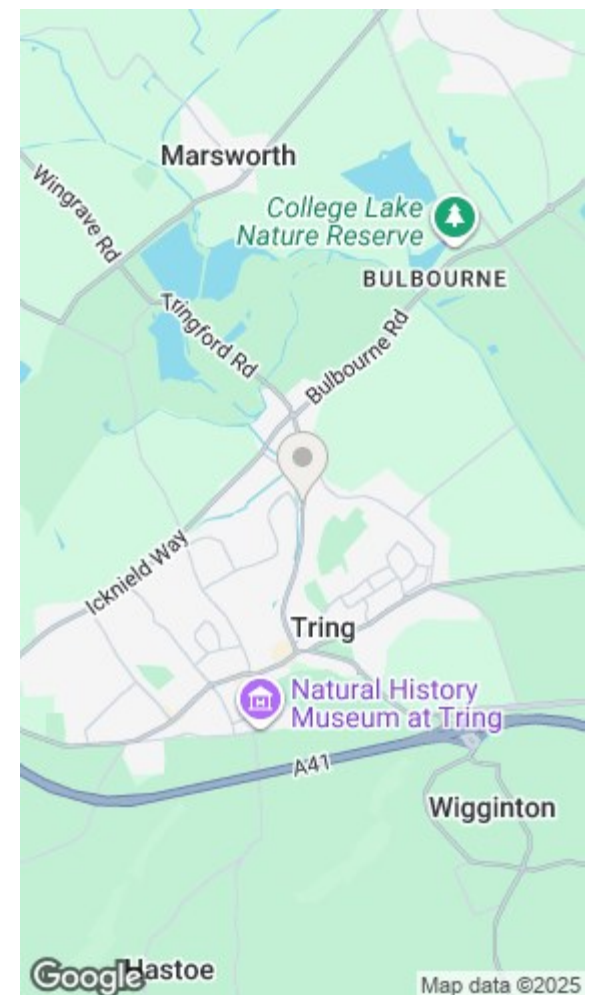 Marsworth
Wingrave Rd
College Lake
Nature Reserve
BULBOURNE
Tringford Rd
Bulbourne Rd
Icknield Way
Tring
Natural History
Museum at Tring
A41
Wigginton
Hastoe
Google
Map data ©2025